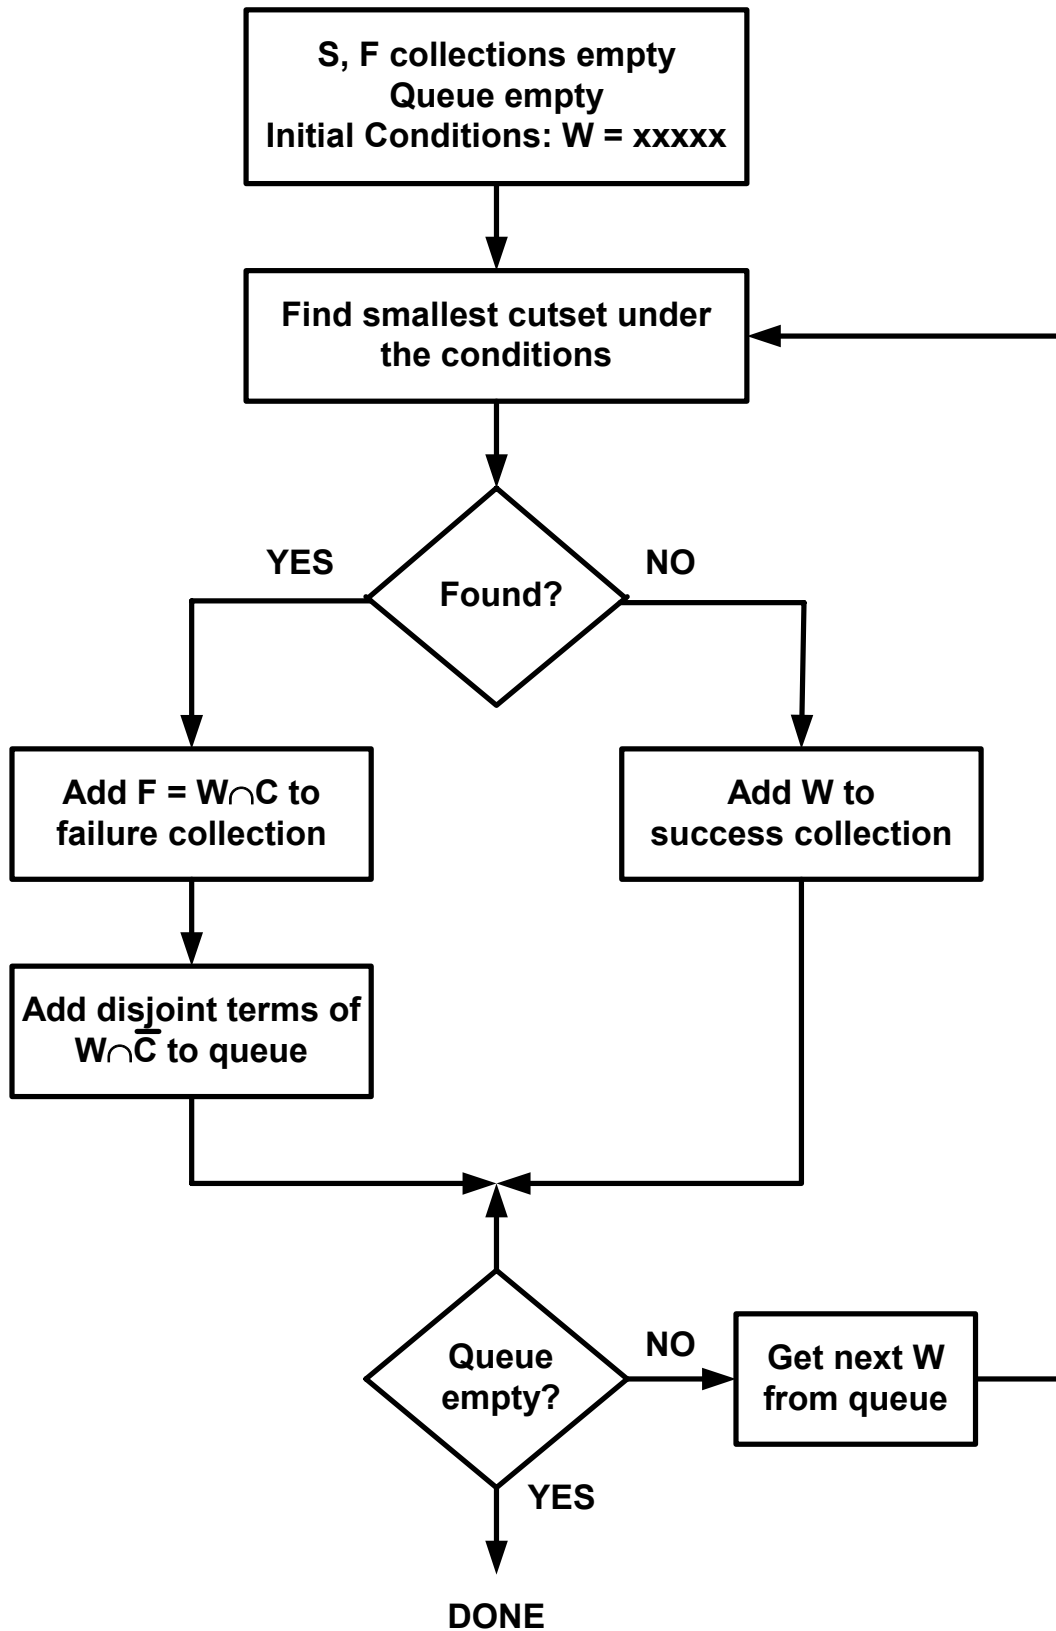 S, F collections empty
Queue empty
Initial Conditions: W = xxxxx
Find smallest cutset under
the conditions
YES
NO
Found?
Add F = W∩C to
failure collection
Add W to
success collection
Add disjoint terms of
W∩C̅ to queue
Queue
empty?
NO
Get next W
from queue
YES
DONE